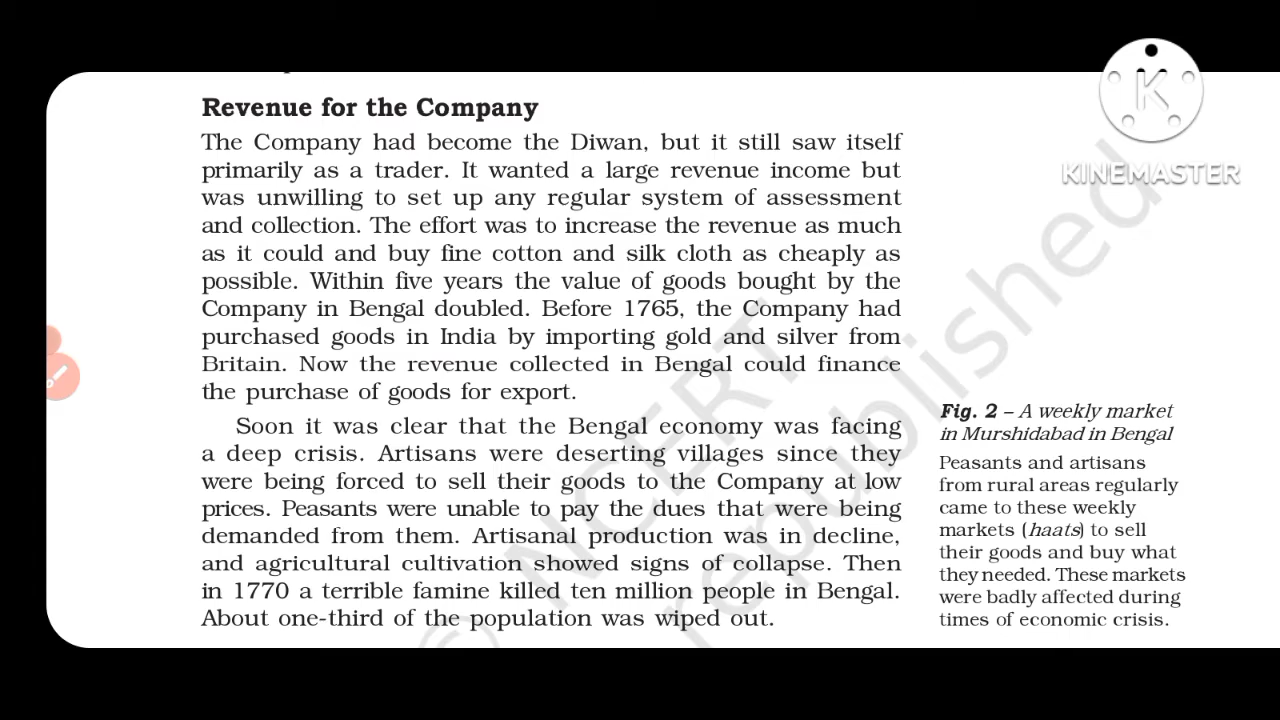 Revenue for the Company
The Company had become the Diwan, but it still saw itself
primarily as a trader. It wanted a large revenue income but
was unwilling to set up any regular system of assessment
and collection. The effort was to increase the revenue as much
as it could and buy fine cotton and silk cloth as cheaply as
possible. Within five years the value of goods bought by the
Company in Bengal doubled. Before 1765, the Company had
purchased goods in India by importing gold and silver from
Britain. Now the revenue collected in Bengal could finance
the purchase of goods for export.
Soon it was clear that the Bengal economy was facing
a deep crisis. Artisans were deserting villages since they
were being forced to sell their goods to the Company at low
prices. Peasants were unable to pay the dues that were being
demanded from them. Artisanal production was in decline,
and agricultural cultivation showed signs of collapse. Then
in 1770 a terrible famine killed ten million people in Bengal.
About one-third of the population was wiped out.
Fig. 2 – A weekly market
in Murshidabad in Bengal
Peasants and artisans
from rural areas regularly
came to these weekly
markets (haats) to sell
their goods and buy what
they needed. These markets
were badly affected during
times of economic crisis.
K
KINEMASTER
© NCERT
republished